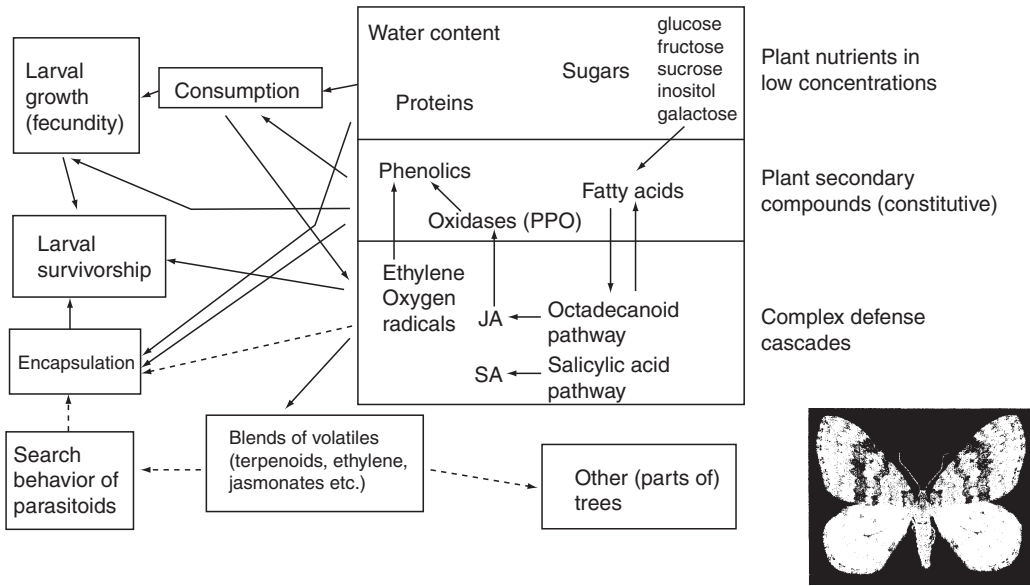 Larval
growth
(fecundity)
Consumption
Water content
Proteins
Sugars
glucose
fructose
sucrose
inositol
galactose
Plant nutrients in
low concentrations
Phenolics
Oxidases (PPO)
Fatty acids
Plant secondary
compounds (constitutive)
Larval
survivorship
Ethylene
Oxygen
radicals
JA
Octadecanoid
pathway
SA
Salicylic acid
pathway
Complex defense
cascades
Encapsulation
Search
behavior of
parasitoids
Blends of volatiles
(terpenoids, ethylene,
jasmonates etc.)
Other (parts of)
trees